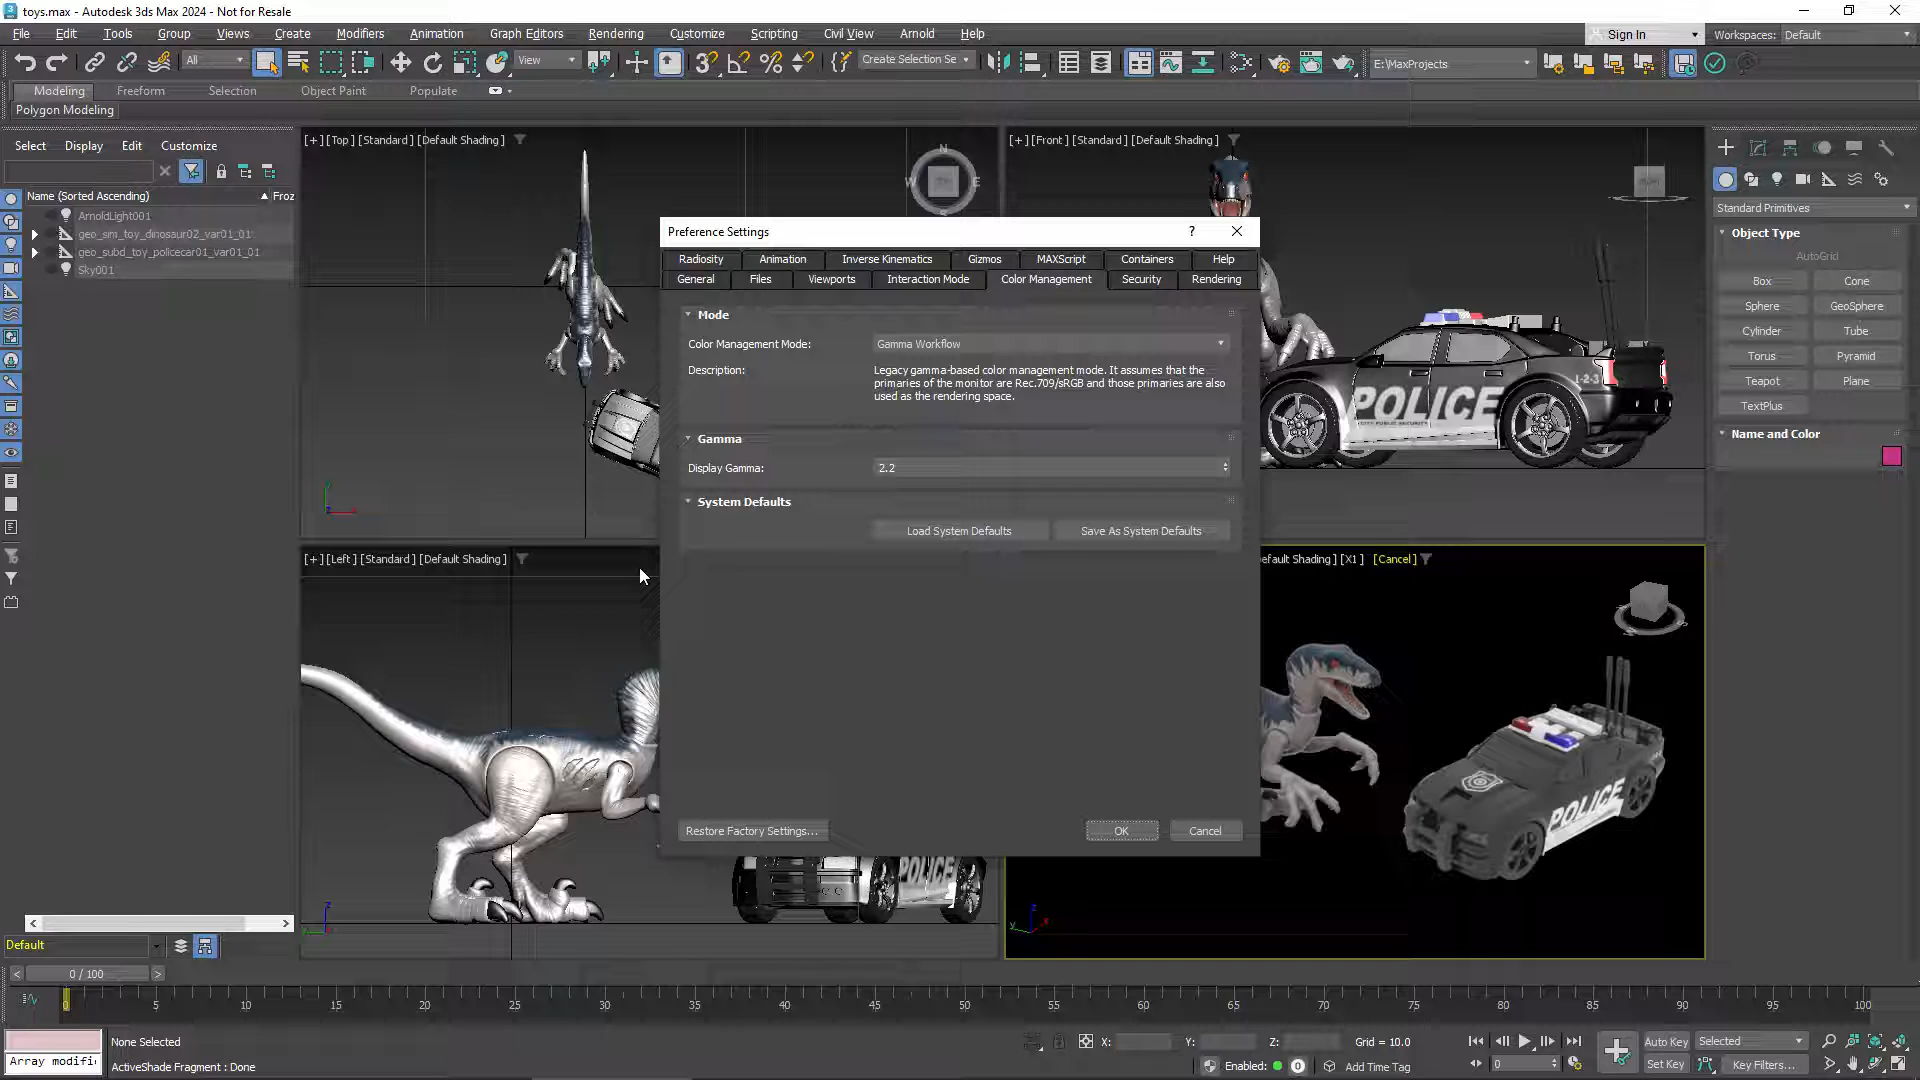 toys.max - Autodesk 3ds Max 2024 - Not for Resale
File Edit Tools Group Views Create Modifiers Animation Graph Editors Rendering Customize Scripting Civil View Arnold Help
Sign In
Workspaces: Default
All
View
Create Selection Se
E:\MaxProjects
Modeling Freeform Selection Object Paint Populate
Polygon Modeling
Select Display Edit Customize
Name (Sorted Ascending) Froz
ArnoldLight001
geo_sm_toy_dinosaur02_var01_01
geo_subd_toy_policecar01_var01_01
Sky001
[+] [Top] [Standard] [Default Shading]
N
W
E
S
[+] [Front] [Standard] [Default Shading]
POLICE
1-2-3
Preference Settings
?
Radiosity Animation Inverse Kinematics Gizmos MAXScript Containers Help
General Files Viewports Interaction Mode Color Management Security Rendering
Mode
Color Management Mode: Gamma Workflow
Description: Legacy gamma-based color management mode. It assumes that the
primaries of the monitor are Rec.709/sRGB and those primaries are also
used as the rendering space.
Gamma
Display Gamma: 2.2
System Defaults
Load System Defaults Save As System Defaults
Restore Factory Settings... OK Cancel
[+] [Left] [Standard] [Default Shading]
POLICE
efault Shading] [X1] [Cancel]
POLICE
Standard Primitives
Object Type
AutoGrid
Box Cone
Sphere GeoSphere
Cylinder Tube
Torus Pyramid
Teapot Plane
TextPlus
Name and Color
Default
0 / 100
0 5 10 15 20 25 30 35 40 45 50 55 60 65 70 75 80 85 90 95 100
None Selected
Array modifi
ActiveShade Fragment : Done
X: Y: Z: Grid = 10.0
Enabled: 0 Add Time Tag
0
Auto Key Selected
Set Key Key Filters...